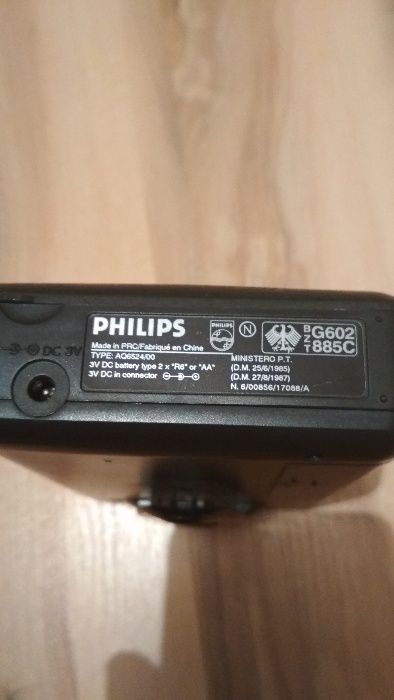 PHILIPS
PHILIPS
N
BZT
G602
885C
Made in PRC/Fabriqué en Chine
TYPE: AQ6524/00
3V DC battery type 2 x "R6" or "AA"
3V DC in connector
MINISTERO P.T.
(D.M. 25/6/1985)
(D.M. 27/8/1987)
N. 6/00856/17088/A
DC 3V